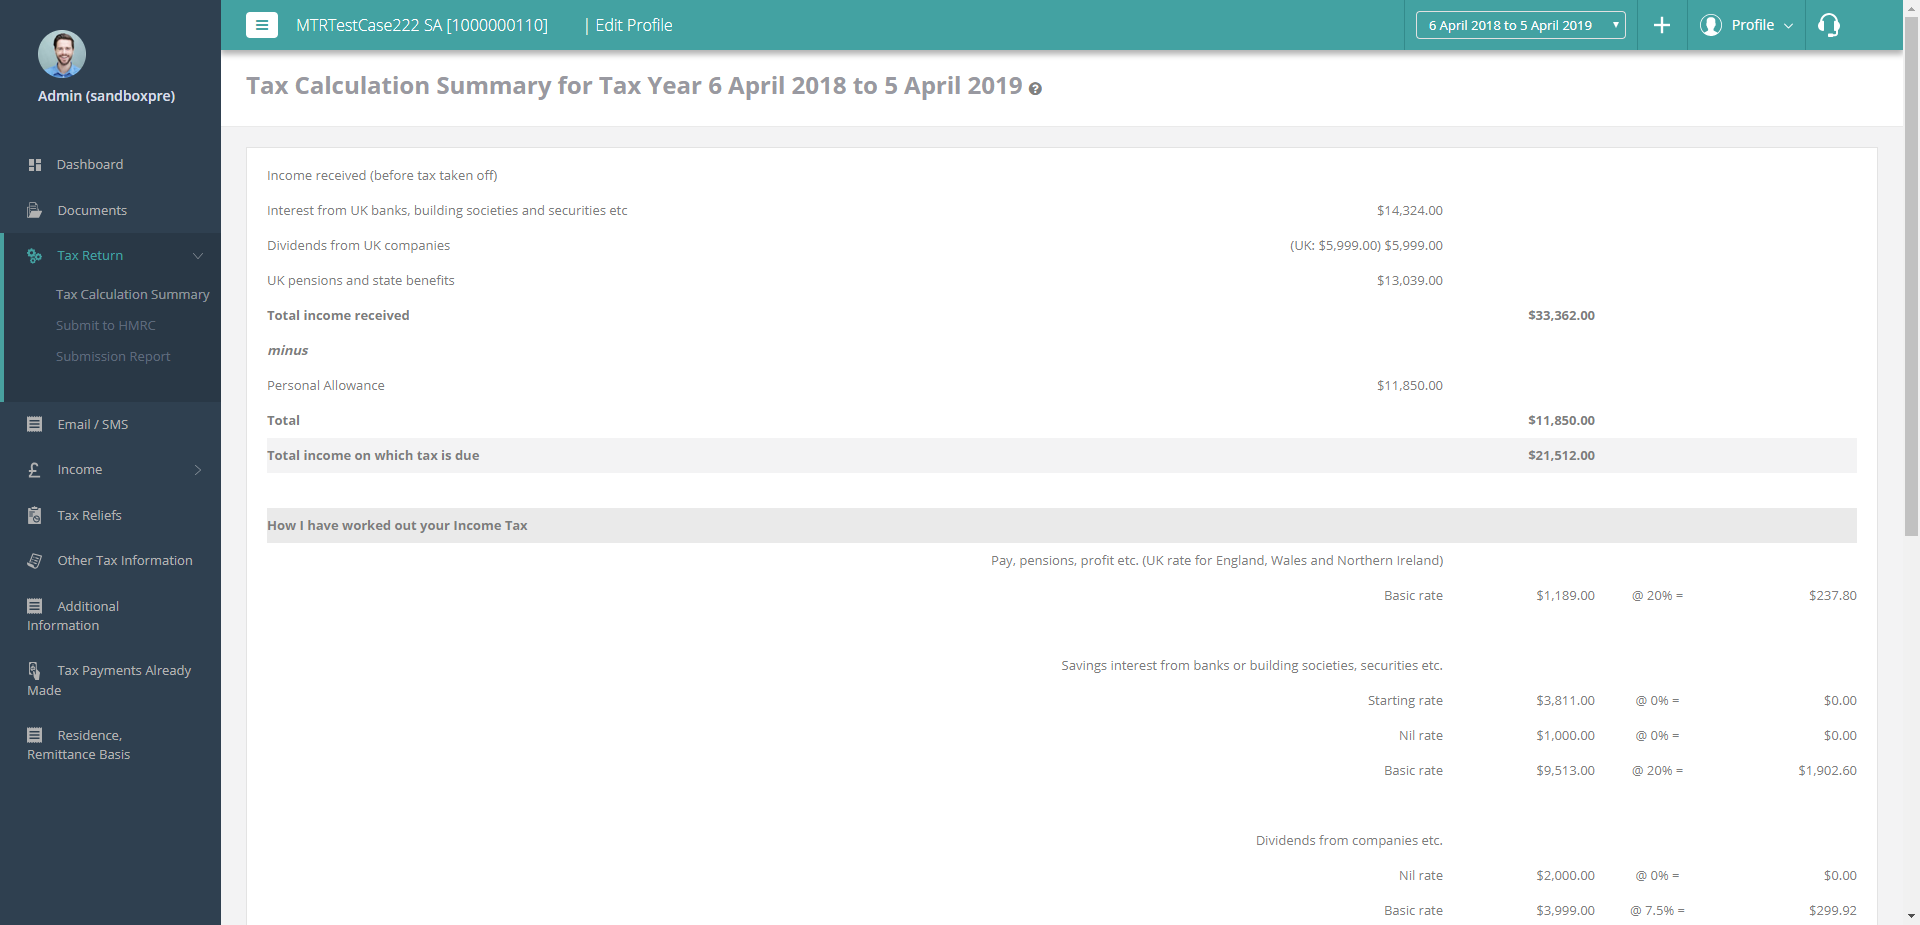 MTRTestCase222 SA [1000000110] | Edit Profile
6 April 2018 to 5 April 2019
Profile
Admin (sandboxpre)
Dashboard
Documents
Tax Return
Tax Calculation Summary
Submit to HMRC
Submission Report
Email / SMS
£ Income
Tax Reliefs
Other Tax Information
Additional
Information
Tax Payments Already
Made
Residence,
Remittance Basis
Tax Calculation Summary for Tax Year 6 April 2018 to 5 April 2019 ?
Income received (before tax taken off)
Interest from UK banks, building societies and securities etc $14,324.00
Dividends from UK companies (UK: $5,999.00) $5,999.00
UK pensions and state benefits $13,039.00
Total income received $33,362.00
minus
Personal Allowance $11,850.00
Total $11,850.00
Total income on which tax is due $21,512.00
How I have worked out your Income Tax
Pay, pensions, profit etc. (UK rate for England, Wales and Northern Ireland)
Basic rate $1,189.00 @ 20% = $237.80
Savings interest from banks or building societies, securities etc.
Starting rate $3,811.00 @ 0% = $0.00
Nil rate $1,000.00 @ 0% = $0.00
Basic rate $9,513.00 @ 20% = $1,902.60
Dividends from companies etc.
Nil rate $2,000.00 @ 0% = $0.00
Basic rate $3,999.00 @ 7.5% = $299.92